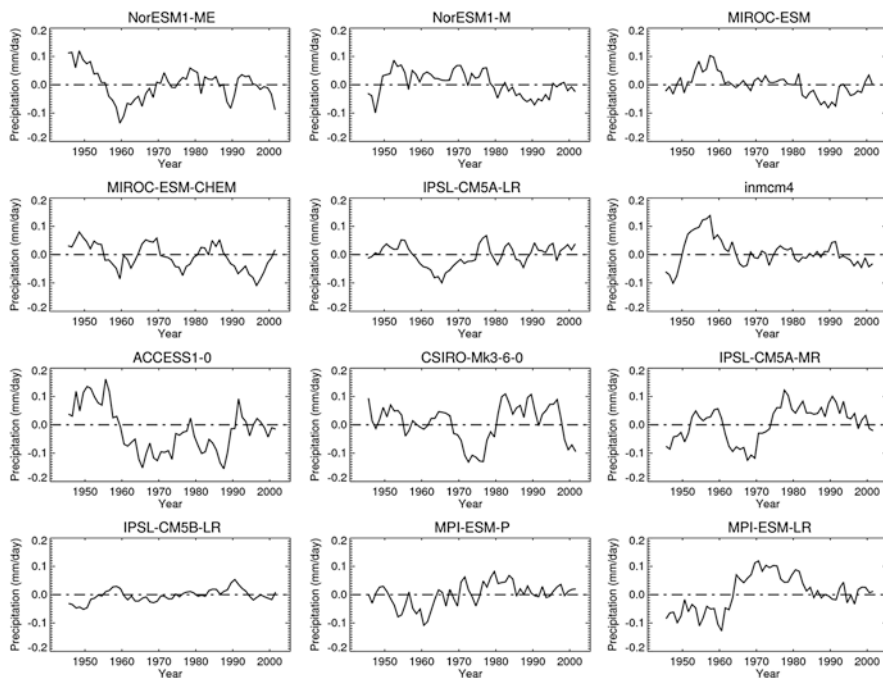 NorESM1-ME
NorESM1-M
MIROC-ESM
Precipitation (mm/day)
0.2
0.1
0.0
-0.1
-0.2
1950 1960 1970 1980 1990 2000
Year
Precipitation (mm/day)
0.2
0.1
0.0
-0.1
-0.2
1950 1960 1970 1980 1990 2000
Year
Precipitation (mm/day)
0.2
0.1
0.0
-0.1
-0.2
1950 1960 1970 1980 1990 2000
Year
MIROC-ESM-CHEM
IPSL-CM5A-LR
inmcm4
Precipitation (mm/day)
0.2
0.1
0.0
-0.1
-0.2
1950 1960 1970 1980 1990 2000
Year
Precipitation (mm/day)
0.2
0.1
0.0
-0.1
-0.2
1950 1960 1970 1980 1990 2000
Year
Precipitation (mm/day)
0.2
0.1
0.0
-0.1
-0.2
1950 1960 1970 1980 1990 2000
Year
ACCESS1-0
CSIRO-Mk3-6-0
IPSL-CM5A-MR
Precipitation (mm/day)
0.2
0.1
0.0
-0.1
-0.2
1950 1960 1970 1980 1990 2000
Year
Precipitation (mm/day)
0.2
0.1
0.0
-0.1
-0.2
1950 1960 1970 1980 1990 2000
Year
Precipitation (mm/day)
0.2
0.1
0.0
-0.1
-0.2
1950 1960 1970 1980 1990 2000
Year
IPSL-CM5B-LR
MPI-ESM-P
MPI-ESM-LR
Precipitation (mm/day)
0.2
0.1
0.0
-0.1
-0.2
1950 1960 1970 1980 1990 2000
Year
Precipitation (mm/day)
0.2
0.1
0.0
-0.1
-0.2
1950 1960 1970 1980 1990 2000
Year
Precipitation (mm/day)
0.2
0.1
0.0
-0.1
-0.2
1950 1960 1970 1980 1990 2000
Year